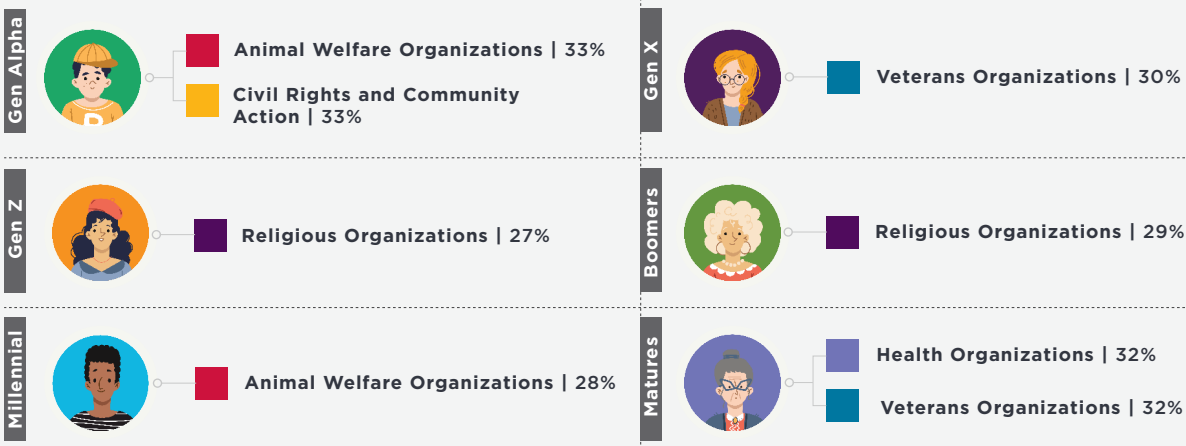 Gen Alpha
Animal Welfare Organizations | 33%
Civil Rights and Community
Action | 33%
Gen X
Veterans Organizations | 30%
Gen Z
Religious Organizations | 27%
Boomers
Religious Organizations | 29%
Millennial
Animal Welfare Organizations | 28%
Matures
Health Organizations | 32%
Veterans Organizations | 32%